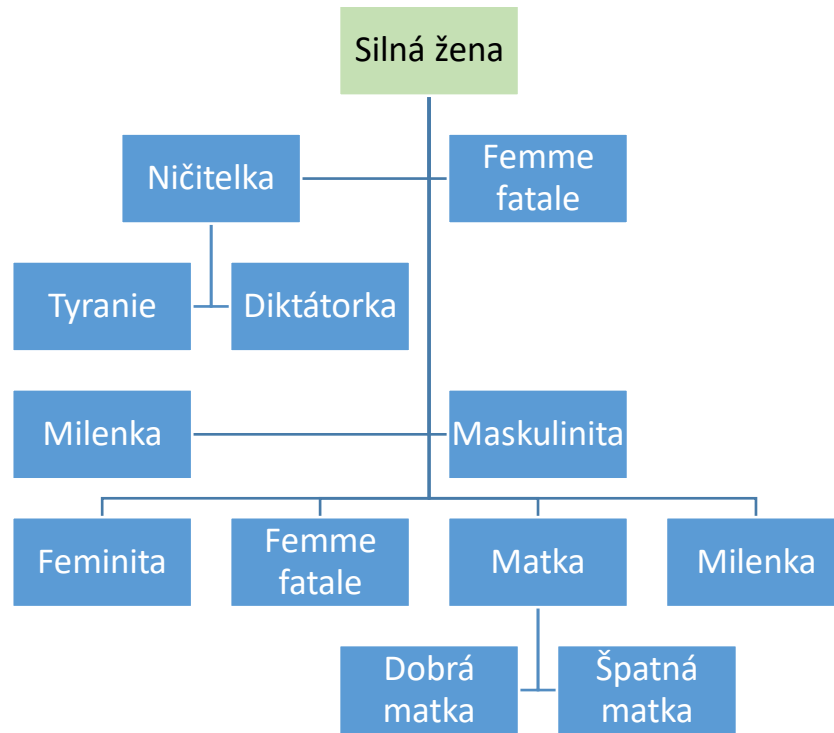 Silná žena
Ničitelka
Femme
fatale
Tyranie
Diktátorka
Milenka
Maskulinita
Feminita
Femme
fatale
Matka
Milenka
Dobrá
matka
Špatná
matka